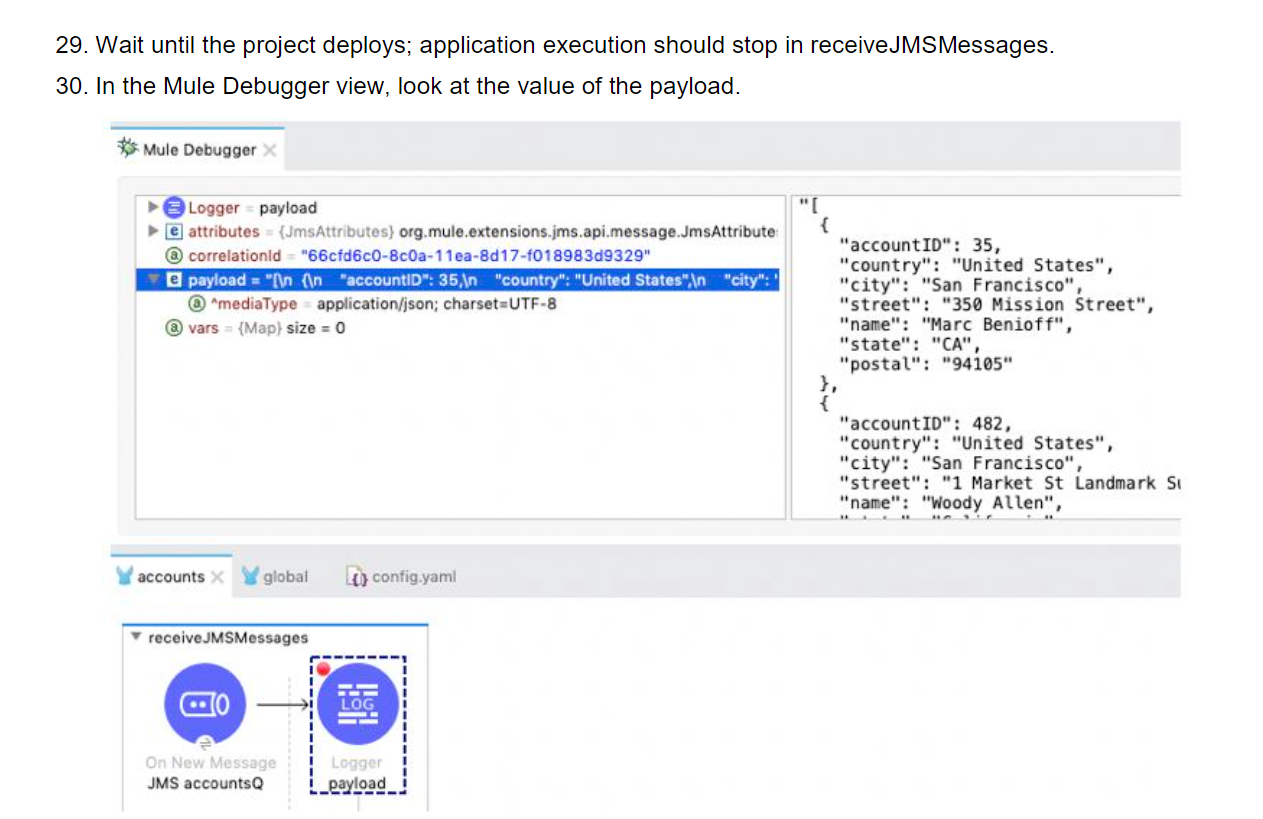 29. Wait until the project deploys; application execution should stop in receiveJMSMessages.
30. In the Mule Debugger view, look at the value of the payload.
Mule Debugger
Logger = payload
attributes = {JmsAttributes} org.mule.extensions.jms.api.message.JmsAttribute
correlationId = "66cfd6c0-8c0a-11ea-8d17-f018983d9329"
payload = "[\n {\n "accountID": 35,\n "country": "United States",\n "city": "
^mediaType = application/json; charset=UTF-8
vars = {Map} size = 0
"[
{
"accountID": 35,
"country": "United States",
"city": "San Francisco",
"street": "350 Mission Street",
"name": "Marc Benioff",
"state": "CA",
"postal": "94105"
},
{
"accountID": 482,
"country": "United States",
"city": "San Francisco",
"street": "1 Market St Landmark
"name": "Woody Allen",
accounts
global
config.yaml
receiveJMSMessages
LOG
On New Message
JMS accountsQ
Logger
payload